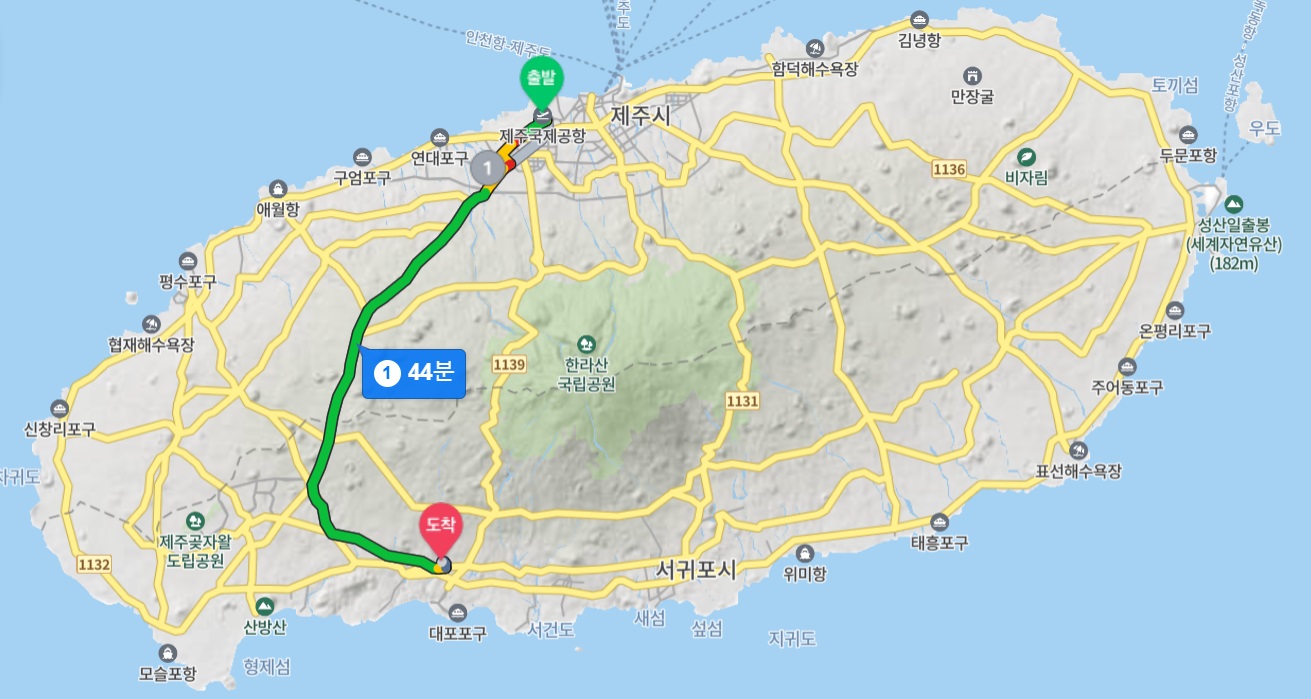 제주도
인천항-제주도
출발
제주국제공항
제주시
1
연대포구
구엄포구
애월항
평수포구
협재해수욕장
신창리포구
함덕해수욕장
김녕항
만장굴
토끼섬
우도
두문포항
1136
비자림
성산일출봉
(세계자연유산)
(182m)
온평리포구
주어동포구
표선해수욕장
1 44분
1139
한라산
국립공원
1131
도착
제주곶자왈
도립공원
1132
산방산
모슬포항
형제섬
대포포구
서건도
서귀포시
새섬
섶섬
지귀도
위미항
태흥포구